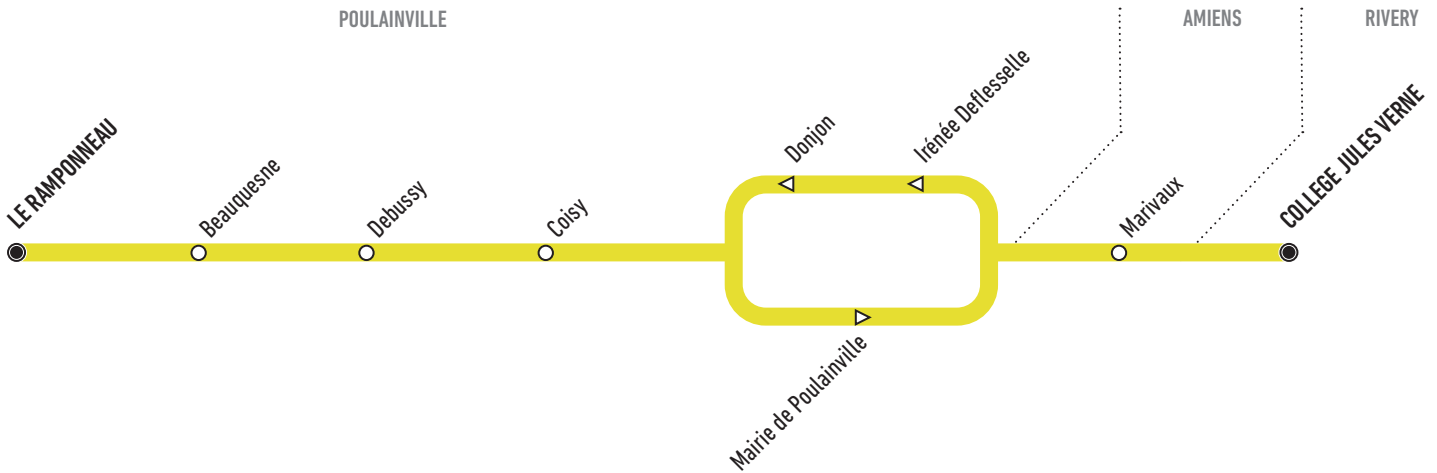 POULAINVILLE
AMIENS
RIVERY
LE RAMPONNEAU
Beauquesne
Debussy
Coisy
Donjon
Irénée Deflesselle
Mairie de Poulainville
Marivaux
COLLEGE JULES VERNE